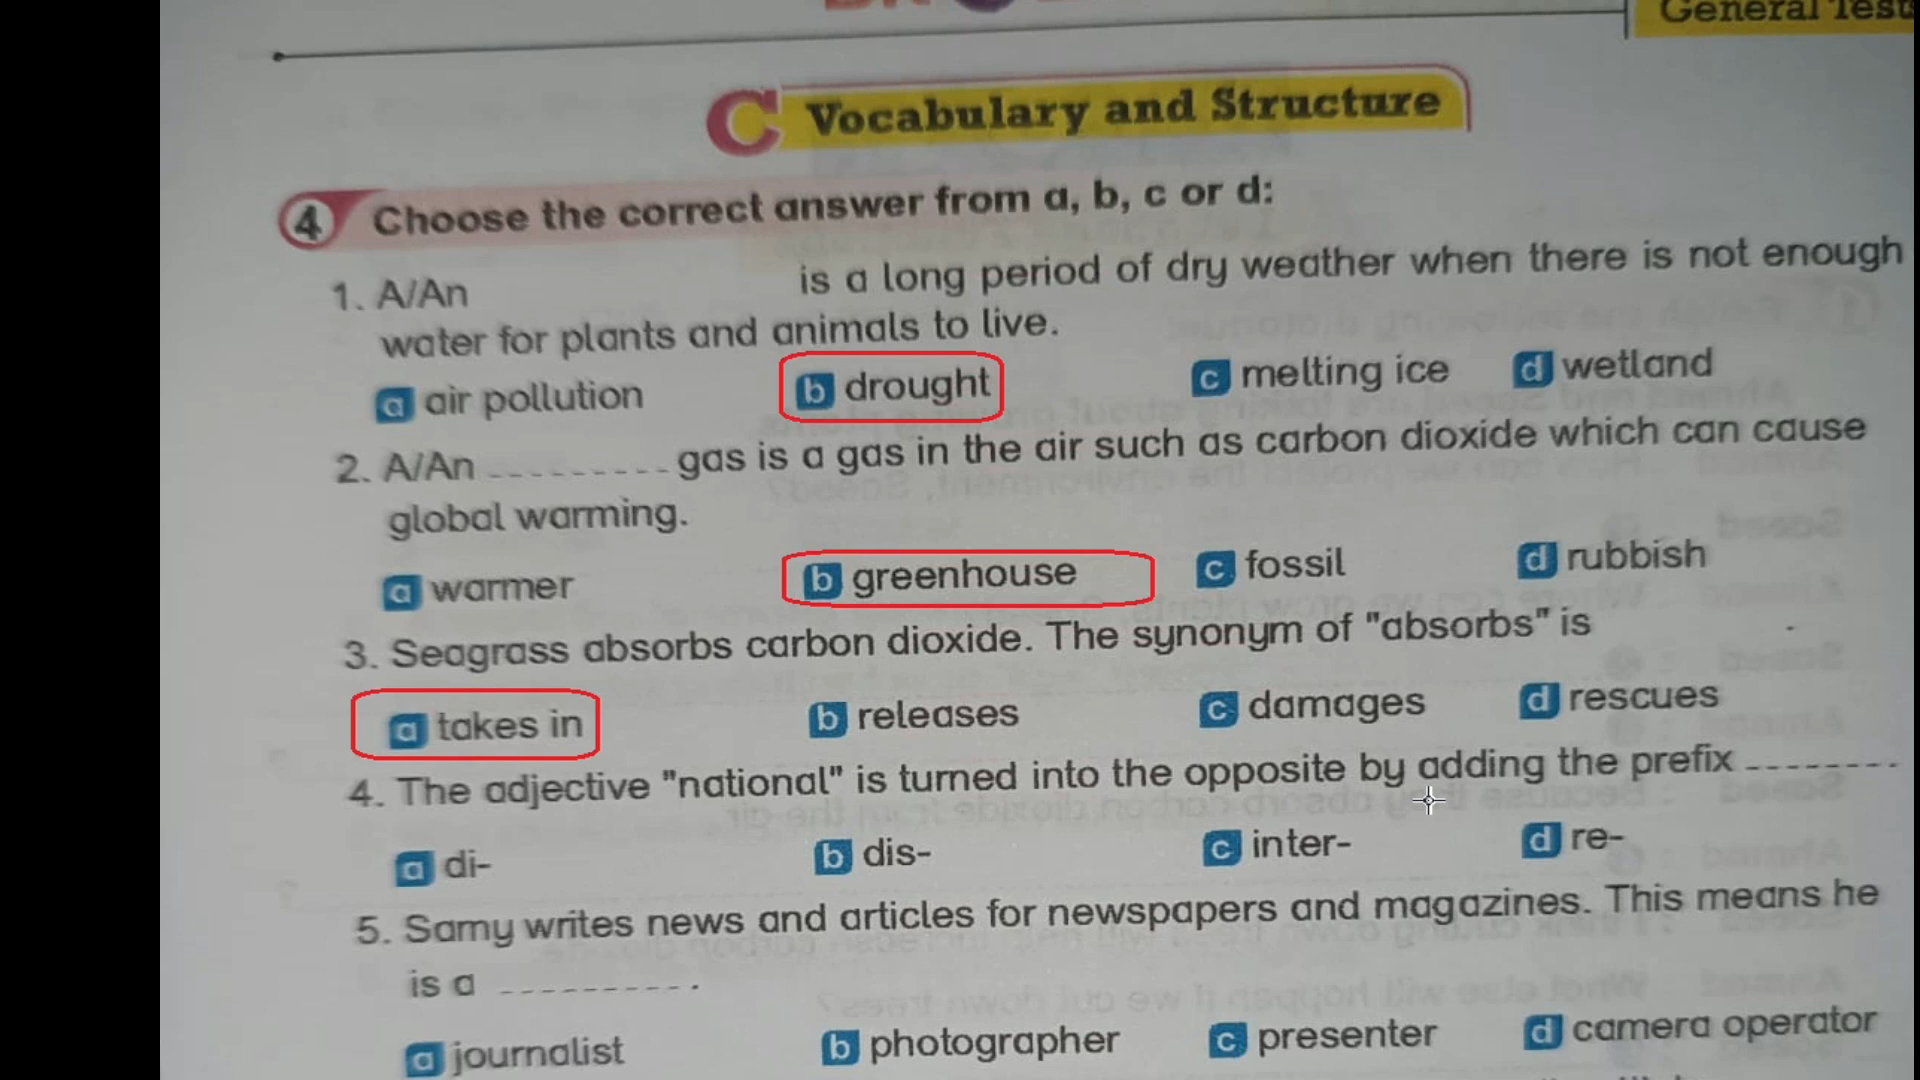 General Test
C Vocabulary and Structure
4 Choose the correct answer from a, b, c or d:
1. A/An is a long period of dry weather when there is not enough
water for plants and animals to live.
a air pollution b drought c melting ice d wetland
2. A/An --------- gas is a gas in the air such as carbon dioxide which can cause
global warming.
a warmer b greenhouse c fossil d rubbish
3. Seagrass absorbs carbon dioxide. The synonym of "absorbs" is .
a takes in b releases c damages d rescues
4. The adjective "national" is turned into the opposite by adding the prefix --------.
a di- b dis- c inter- d re-
5. Samy writes news and articles for newspapers and magazines. This means he
is a ----------.
a journalist b photographer c presenter d camera operator